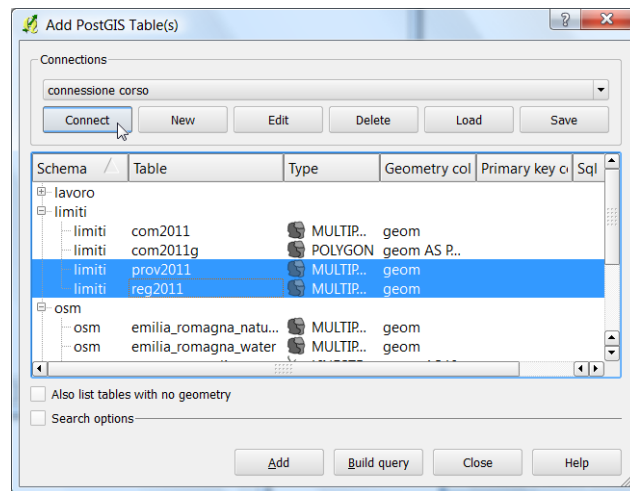 Add PostGIS Table(s)
Connections
connessione corso
Connect New Edit Delete Load Save
Schema Table Type Geometry col Primary key c Sql
lavoro
limiti
limiti com2011 MULTIP... geom
limiti com2011g POLYGON geom AS P...
limiti prov2011 MULTIP... geom
limiti reg2011 MULTIP... geom
osm
osm emilia_romagna_natu... MULTIP... geom
osm emilia_romagna_water MULTIP... geom
Also list tables with no geometry
Search options
Add Build query Close Help